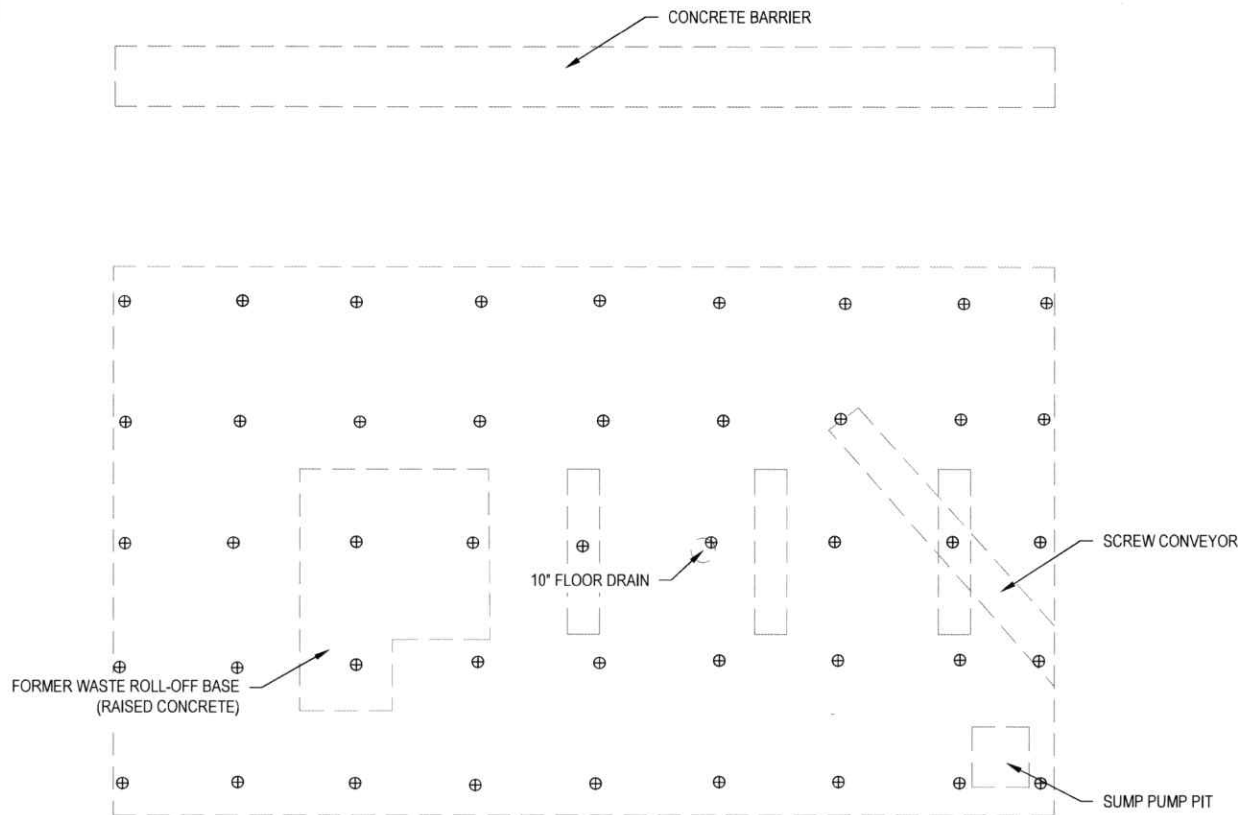 CONCRETE BARRIER
SCREW CONVEYOR
10" FLOOR DRAIN
FORMER WASTE ROLL-OFF BASE
(RAISED CONCRETE)
SUMP PUMP PIT